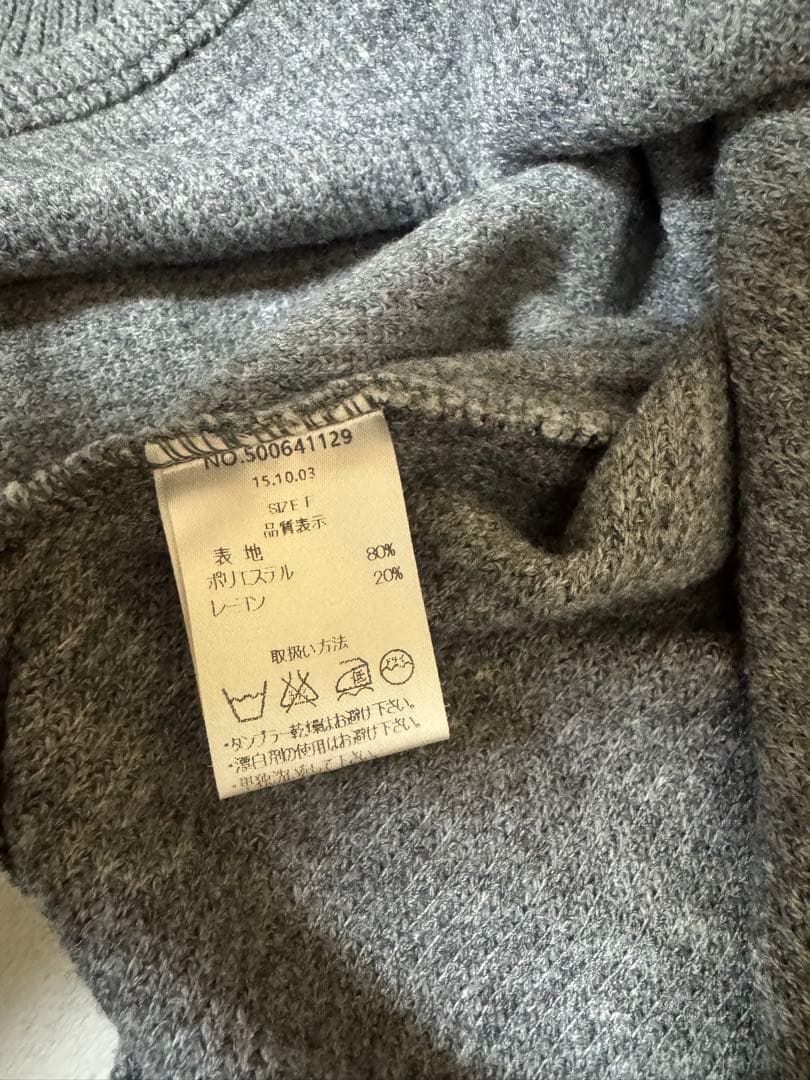 NO.500641129
15.10.03
SIZE F
品質表示
表地 80%
ポリエステル 20%
レーヨン
取扱い方法
低
・タンブラー乾燥はお避け下さい。
・漂白剤の使用はお避け下さい。